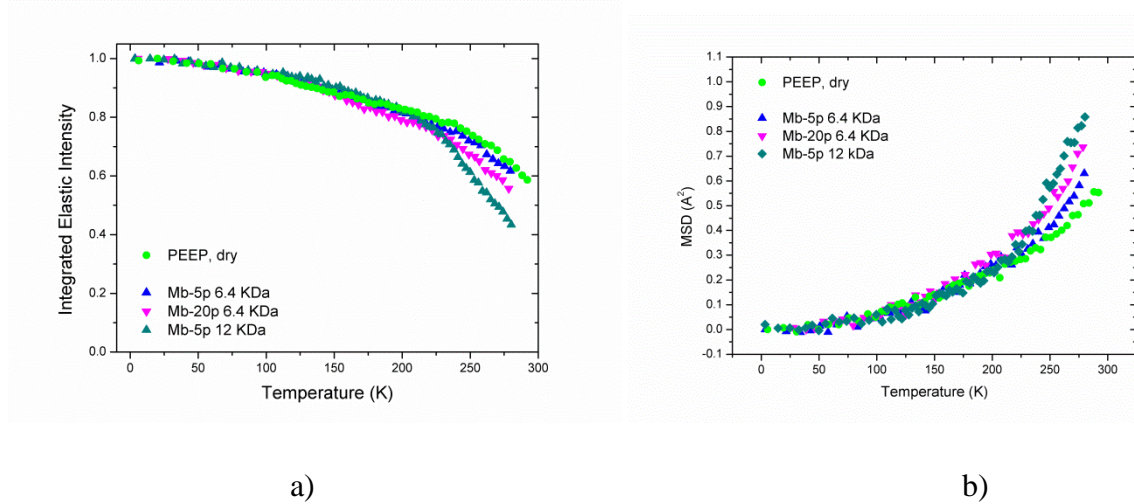 1.0
0.8
0.6
0.4
0.2
0.0
Integrated Elastic Intensity
PEEP, dry
Mb-5p 6.4 KDa
Mb-20p 6.4 KDa
Mb-5p 12 KDa
0 50 100 150 200 250 300
Temperature (K)
a)
1.1
1.0
0.9
0.8
0.7
0.6
0.5
0.4
0.3
0.2
0.1
0.0
-0.1
MSD (A²)
PEEP, dry
Mb-5p 6.4 KDa
Mb-20p 6.4 KDa
Mb-5p 12 kDa
0 50 100 150 200 250 300
Temperature (K)
b)